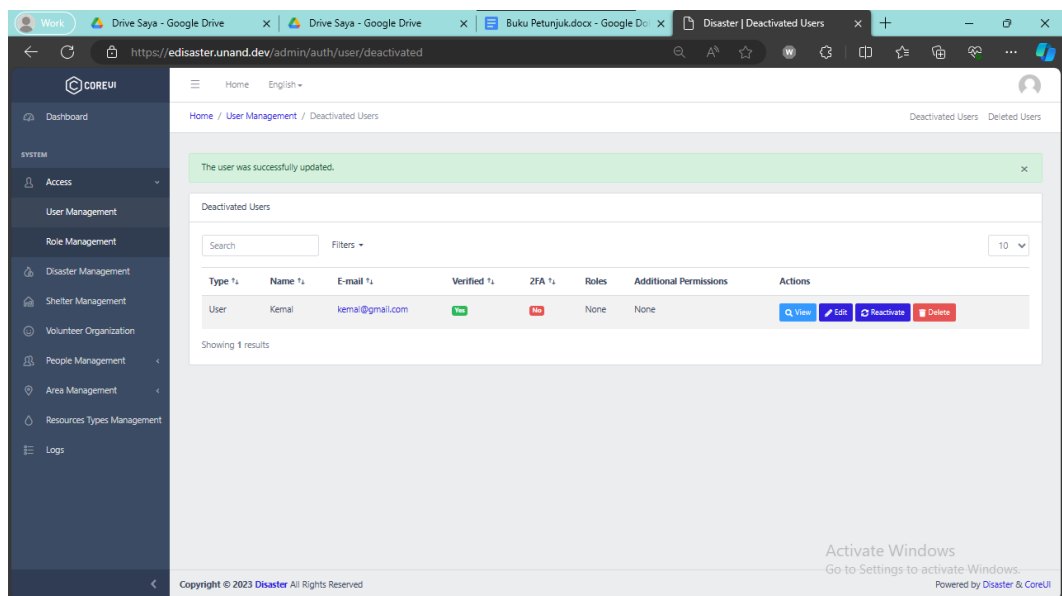 Work
Drive Saya - Google Drive
Drive Saya - Google Drive
Buku Petunjuk.docx - Google Do
Disaster | Deactivated Users
https://edisaster.unand.dev/admin/auth/user/deactivated
COREUI
Home English
Dashboard
Home / User Management / Deactivated Users
Deactivated Users Deleted Users
SYSTEM
Access
User Management
Role Management
Disaster Management
Shelter Management
Volunteer Organization
People Management
Area Management
Resources Types Management
Logs
The user was successfully updated.
Deactivated Users
Search Filters 10
Type Name E-mail Verified 2FA Roles Additional Permissions Actions
User Kemal kemal@gmail.com Yes No None None View Edit Reactivate Delete
Showing 1 results
Activate Windows
Go to Settings to activate Windows.
Copyright © 2023 Disaster All Rights Reserved
Powered by Disaster & CoreUI